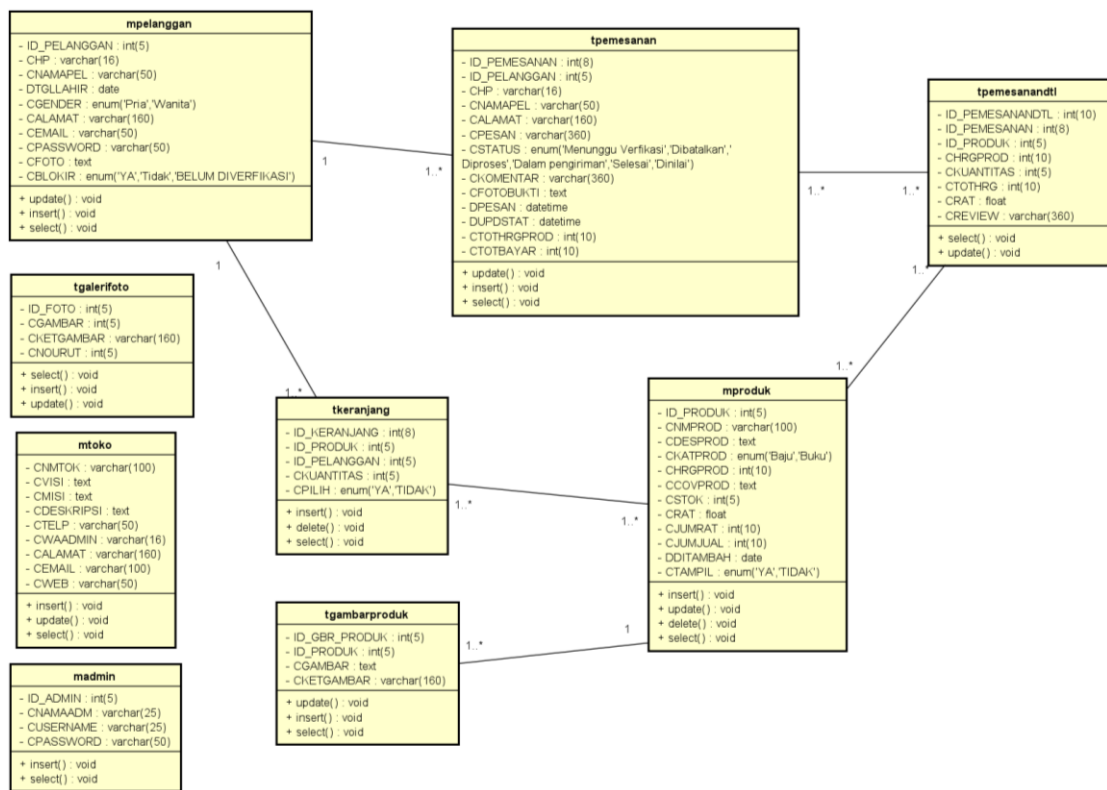 mpelanggan
- ID_PELANGGAN : int(5)
- CHP : varchar(16)
- CNAMAPEL : varchar(50)
- DTGLLAHIR : date
- CGENDER : enum('Pria','Wanita')
- CALAMAT : varchar(160)
- CEMAIL : varchar(50)
- CPASSWORD : varchar(50)
- CFOTO : text
- CBLOKIR : enum('YA','Tidak','BELUM DIVERFIKASI')
+ update() : void
+ insert() : void
+ select() : void
1
1..*
tpemesanan
- ID_PEMESANAN : int(8)
- ID_PELANGGAN : int(5)
- CHP : varchar(16)
- CNAMAPEL : varchar(50)
- CALAMAT : varchar(160)
- CPESAN : varchar(360)
- CSTATUS : enum('Menunggu Verfikasi','Dibatalkan','
Diproses','Dalam pengiriman','Selesai','Dinilai')
- CKOMENTAR : varchar(360)
- CFOTOBUKTI : text
- DPESAN : datetime
- DUPDSTAT : datetime
- CTOTHRGPROD : int(10)
- CTOTBAYAR : int(10)
+ update() : void
+ insert() : void
+ select() : void
1..*
1..*
tpemesanandtl
- ID_PEMESANANDTL : int(10)
- ID_PEMESANAN : int(8)
- ID_PRODUK : int(5)
- CHRGPROD : int(10)
- CKUANTITAS : int(5)
- CTOTHRG : int(10)
- CRAT : float
- CREVIEW : varchar(360)
+ select() : void
+ update() : void
1..*
1
1..*
tgalerifoto
- ID_FOTO : int(5)
- CGAMBAR : int(5)
- CKETGAMBAR : varchar(160)
- CNOURUT : int(5)
+ select() : void
+ insert() : void
+ update() : void
tkeranjang
- ID_KERANJANG : int(8)
- ID_PRODUK : int(5)
- ID_PELANGGAN : int(5)
- CKUANTITAS : int(5)
- CPILIH : enum('YA','TIDAK')
+ insert() : void
+ delete() : void
+ select() : void
1..*
1..*
1..*
mproduk
- ID_PRODUK : int(5)
- CNMPROD : varchar(100)
- CDESPROD : text
- CKATPROD : enum('Baju','Buku')
- CHRGPROD : int(10)
- CCOVPROD : text
- CSTOK : int(5)
- CRAT : float
- CJUMRAT : int(10)
- CJUMJUAL : int(10)
- DDITAMBAH : date
- CTAMPIL : enum('YA','TIDAK')
+ insert() : void
+ update() : void
+ delete() : void
+ select() : void
mtoko
- CNMTOK : varchar(100)
- CVISI : text
- CMISI : text
- CDESKRIPSI : text
- CTELP : varchar(50)
- CWAADMIN : varchar(16)
- CALAMAT : varchar(160)
- CEMAIL : varchar(100)
- CWEB : varchar(50)
+ insert() : void
+ update() : void
+ select() : void
tgambarproduk
- ID_GBR_PRODUK : int(5)
- ID_PRODUK : int(5)
- CGAMBAR : text
- CKETGAMBAR : varchar(160)
+ update() : void
+ insert() : void
+ select() : void
1..*
1
madmin
- ID_ADMIN : int(5)
- CNAMAADM : varchar(25)
- CUSERNAME : varchar(25)
- CPASSWORD : varchar(50)
+ insert() : void
+ select() : void